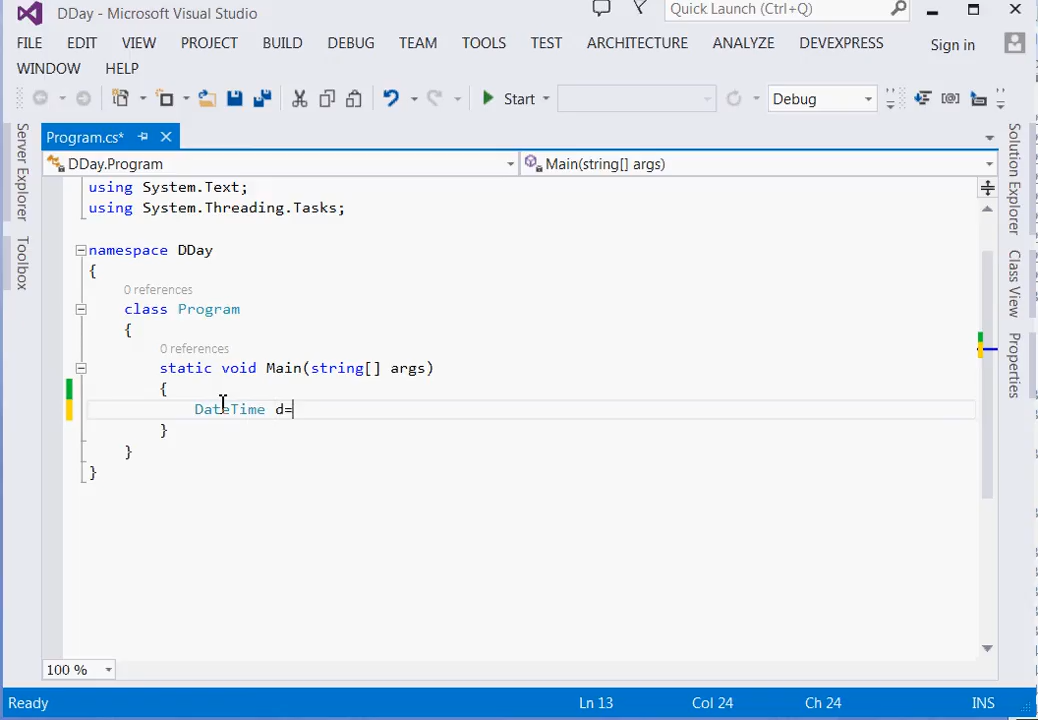 DDay - Microsoft Visual Studio
Quick Launch (Ctrl+Q)
FILE EDIT VIEW PROJECT BUILD DEBUG TEAM TOOLS TEST ARCHITECTURE ANALYZE DEVEXPRESS Sign in
WINDOW HELP
Start Debug
Program.cs*
DDay.Program Main(string[] args)
Server Explorer
Toolbox
using System.Text;
using System.Threading.Tasks;
namespace DDay
{
0 references
class Program
{
0 references
static void Main(string[] args)
{
DateTime d=
}
}
}
Solution Explorer
Class View
Properties
100 %
Ready Ln 13 Col 24 Ch 24 INS